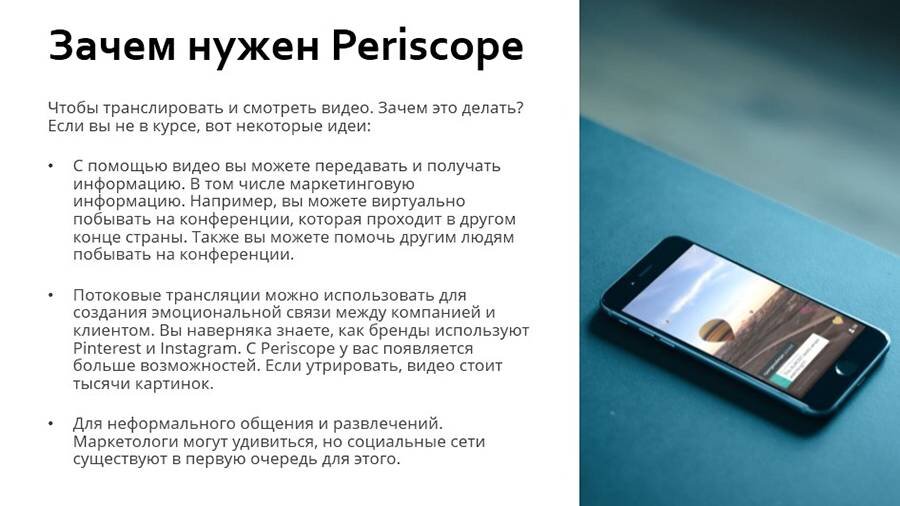 Зачем нужен Periscope
Чтобы транслировать и смотреть видео. Зачем это делать?
Если вы не в курсе, вот некоторые идеи:
• С помощью видео вы можете передавать и получать
информацию. В том числе маркетинговую
информацию. Например, вы можете виртуально
побывать на конференции, которая проходит в другом
конце страны. Также вы можете помочь другим людям
побывать на конференции.
• Потоковые трансляции можно использовать для
создания эмоциональной связи между компанией и
клиентом. Вы наверняка знаете, как бренды используют
Pinterest и Instagram. С Periscope у вас появляется
больше возможностей. Если утрировать, видео стоит
тысячи картинок.
• Для неформального общения и развлечений.
Маркетологи могут удивиться, но социальные сети
существуют в первую очередь для этого.